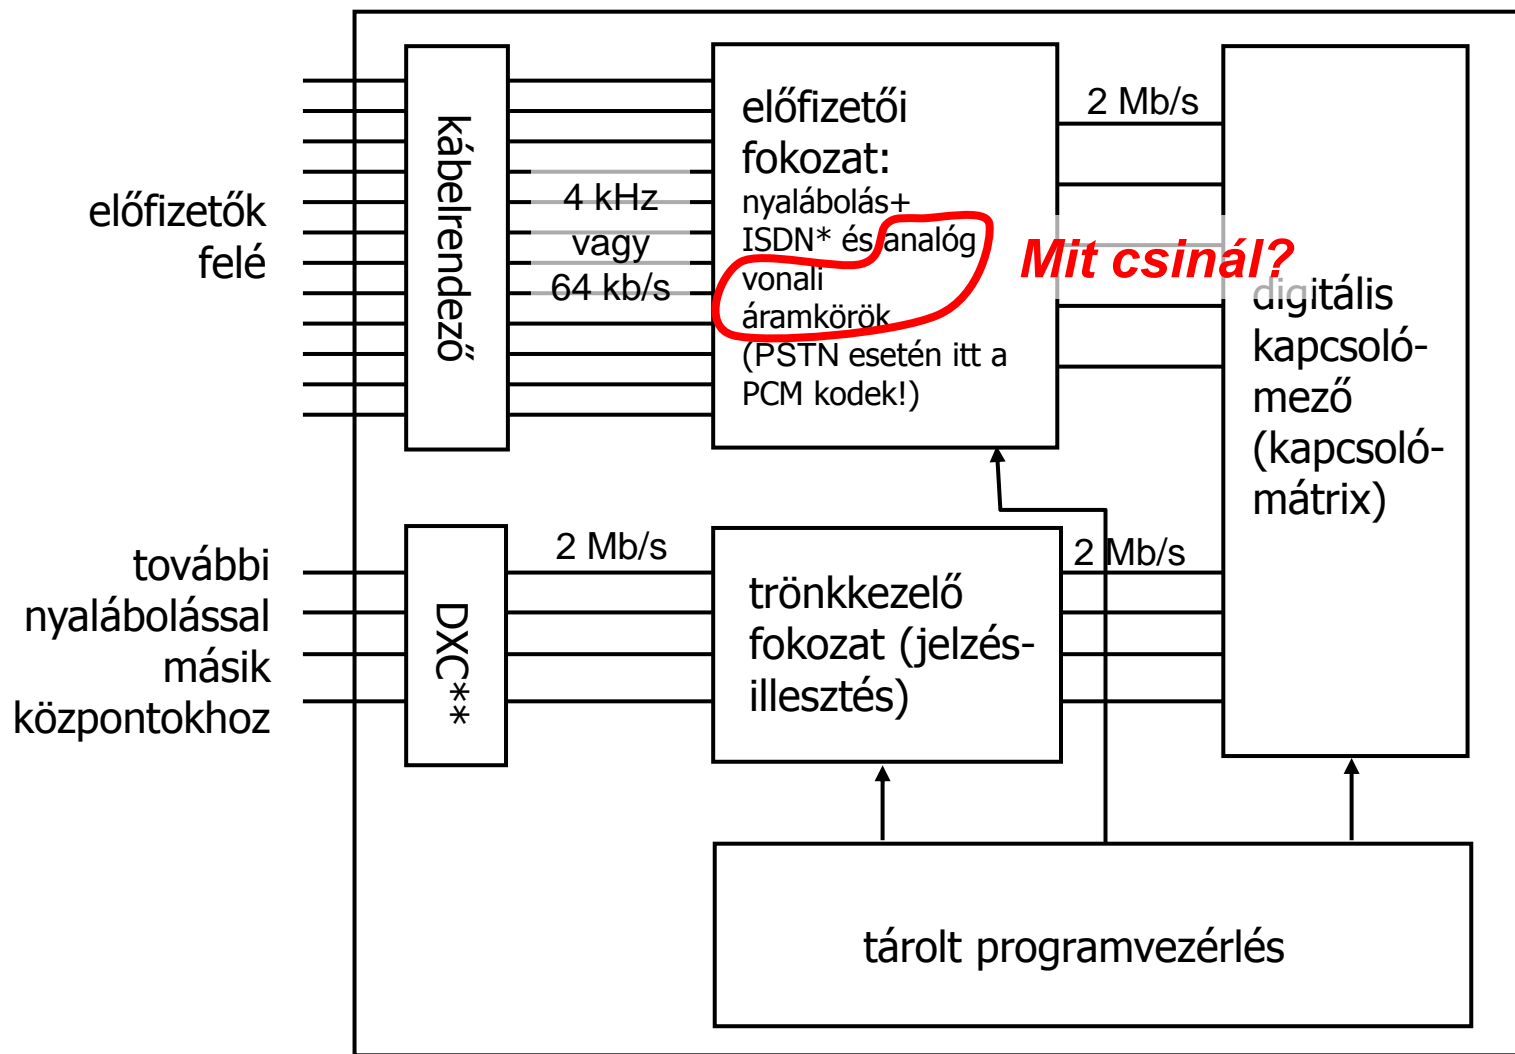 előfizetők
felé
kábelrendező
4 kHz
vagy
64 kb/s
előfizetői
fokozat:
nyalábolás+
ISDN* és analóg
vonali
áramkörök
(PSTN esetén itt a
PCM kodek!)
2 Mb/s
Mit csinál?
digitális
kapcsoló-
mező
(kapcsoló-
mátrix)
további
nyalábolással
másik
központokhoz
DXC**
2 Mb/s
trönkkezelő
fokozat (jelzés-
illesztés)
2 Mb/s
tárolt programvezérlés